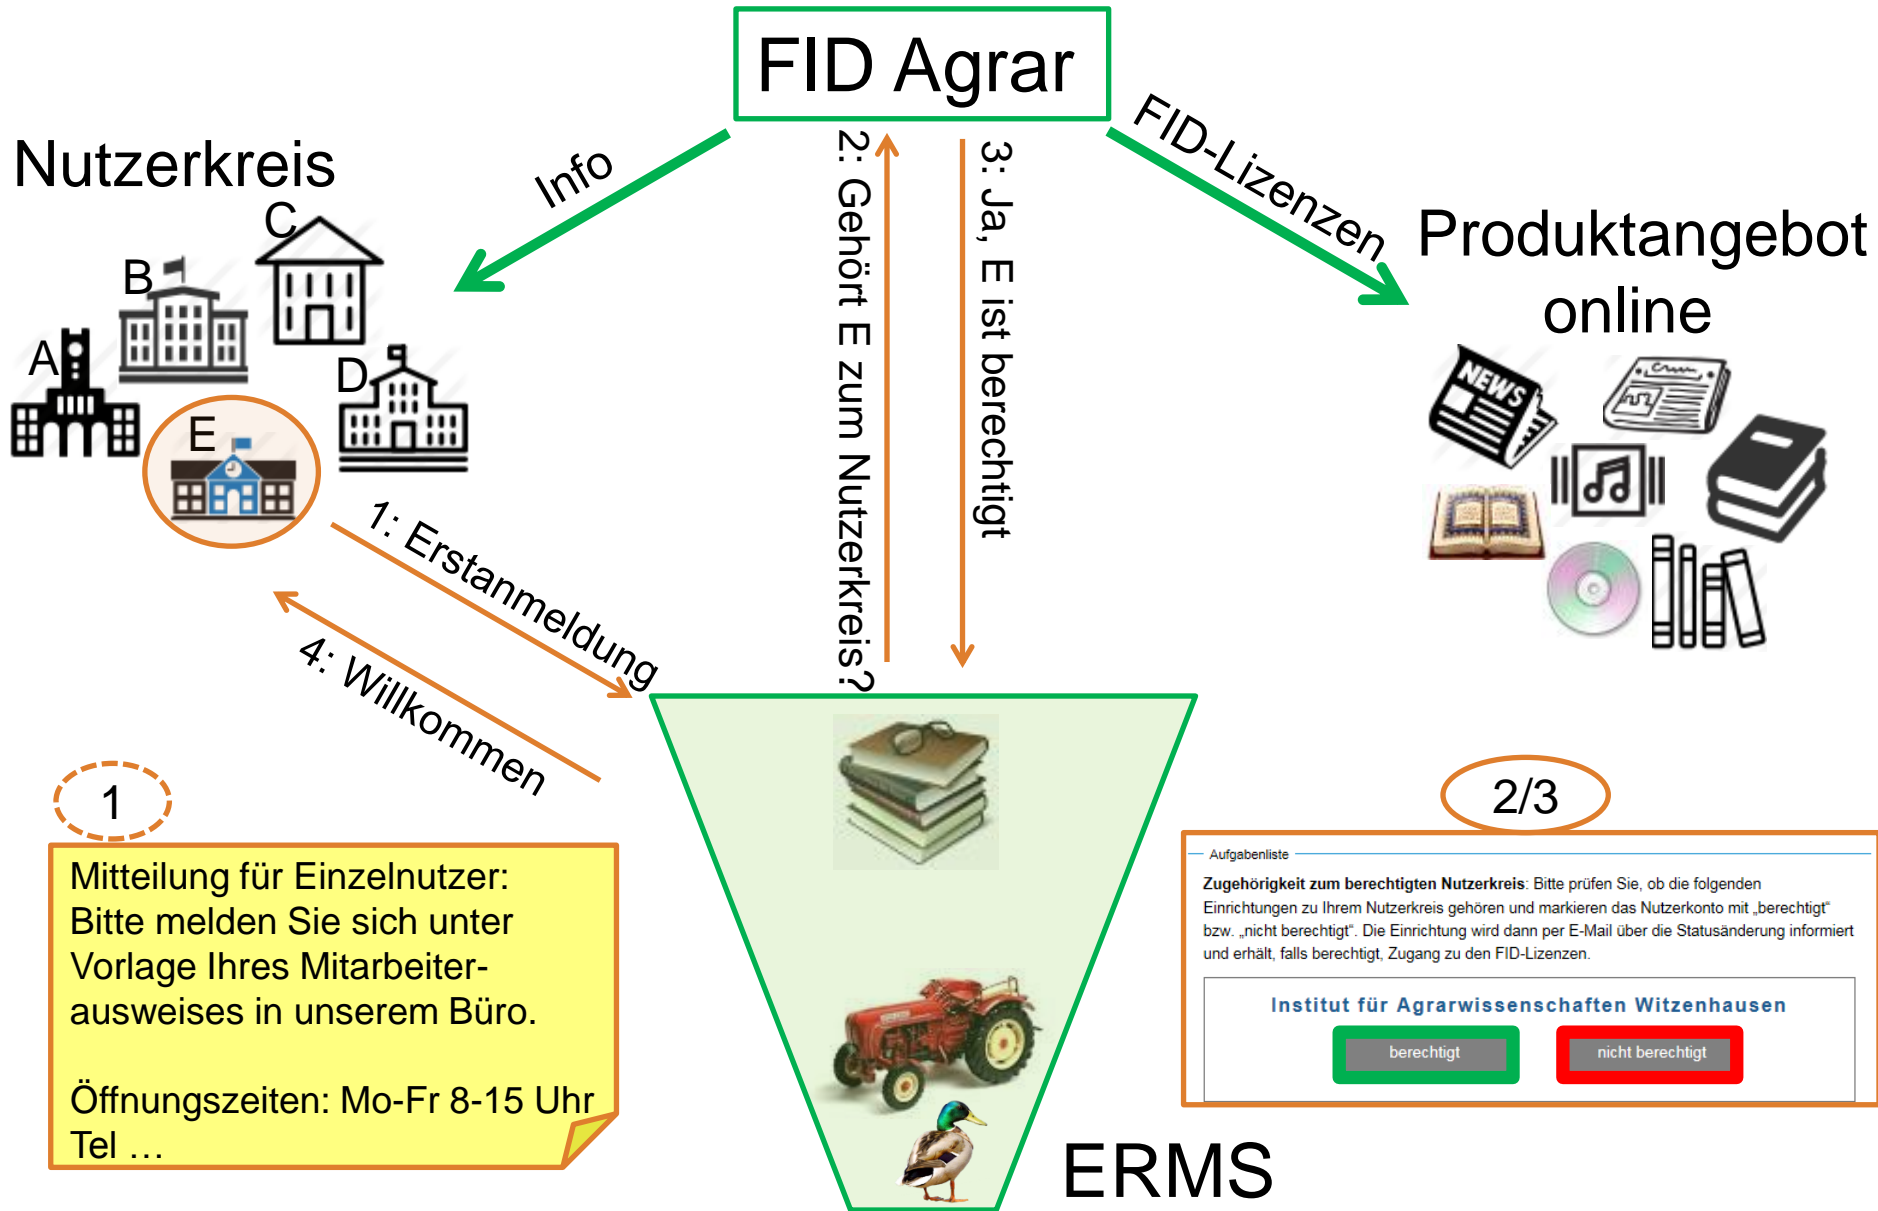 FID Agrar
Nutzerkreis
Info
2: Gehört E zum Nutzerkreis?
3: Ja, E ist berechtigt
FID-Lizenzen
Produktangebot
online
C
B
A
D
E
NEWS
1: Erstanmeldung
4: Willkommen
1
Mitteilung für Einzelnutzer:
Bitte melden Sie sich unter
Vorlage Ihres Mitarbeiter-
ausweises in unserem Büro.
Öffnungszeiten: Mo-Fr 8-15 Uhr
Tel …
2/3
Aufgabenliste
Zugehörigkeit zum berechtigten Nutzerkreis: Bitte prüfen Sie, ob die folgenden
Einrichtungen zu Ihrem Nutzerkreis gehören und markieren das Nutzerkonto mit „berechtigt“
bzw. „nicht berechtigt“. Die Einrichtung wird dann per E-Mail über die Statusänderung informiert
und erhält, falls berechtigt, Zugang zu den FID-Lizenzen.
Institut für Agrarwissenschaften Witzenhausen
berechtigt
nicht berechtigt
ERMS